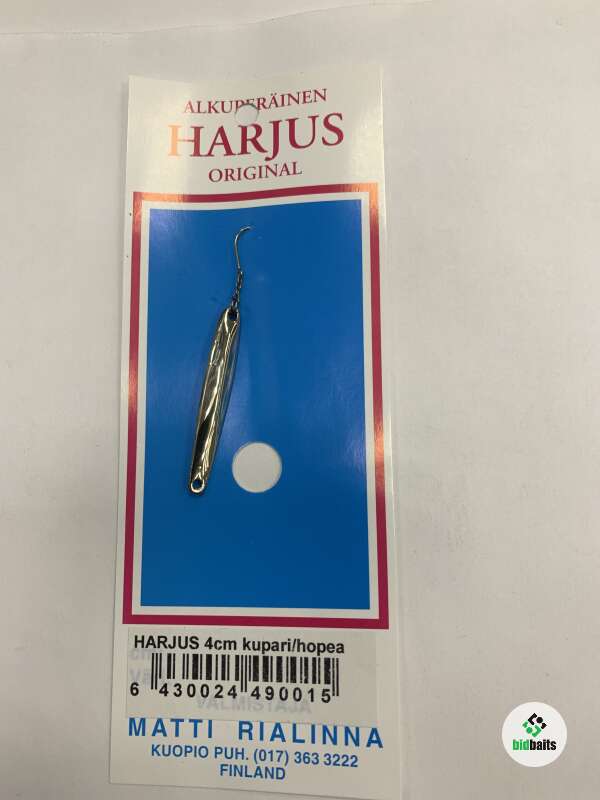 ALKUPERÄINEN
HARJUS
ORIGINAL
HARJUS 4cm kupari/hopea
6 430024 490015
VALMISTAJA
MATTI RIALINNA
KUOPIO PUH. (017) 363 3222
FINLAND
bidbaits